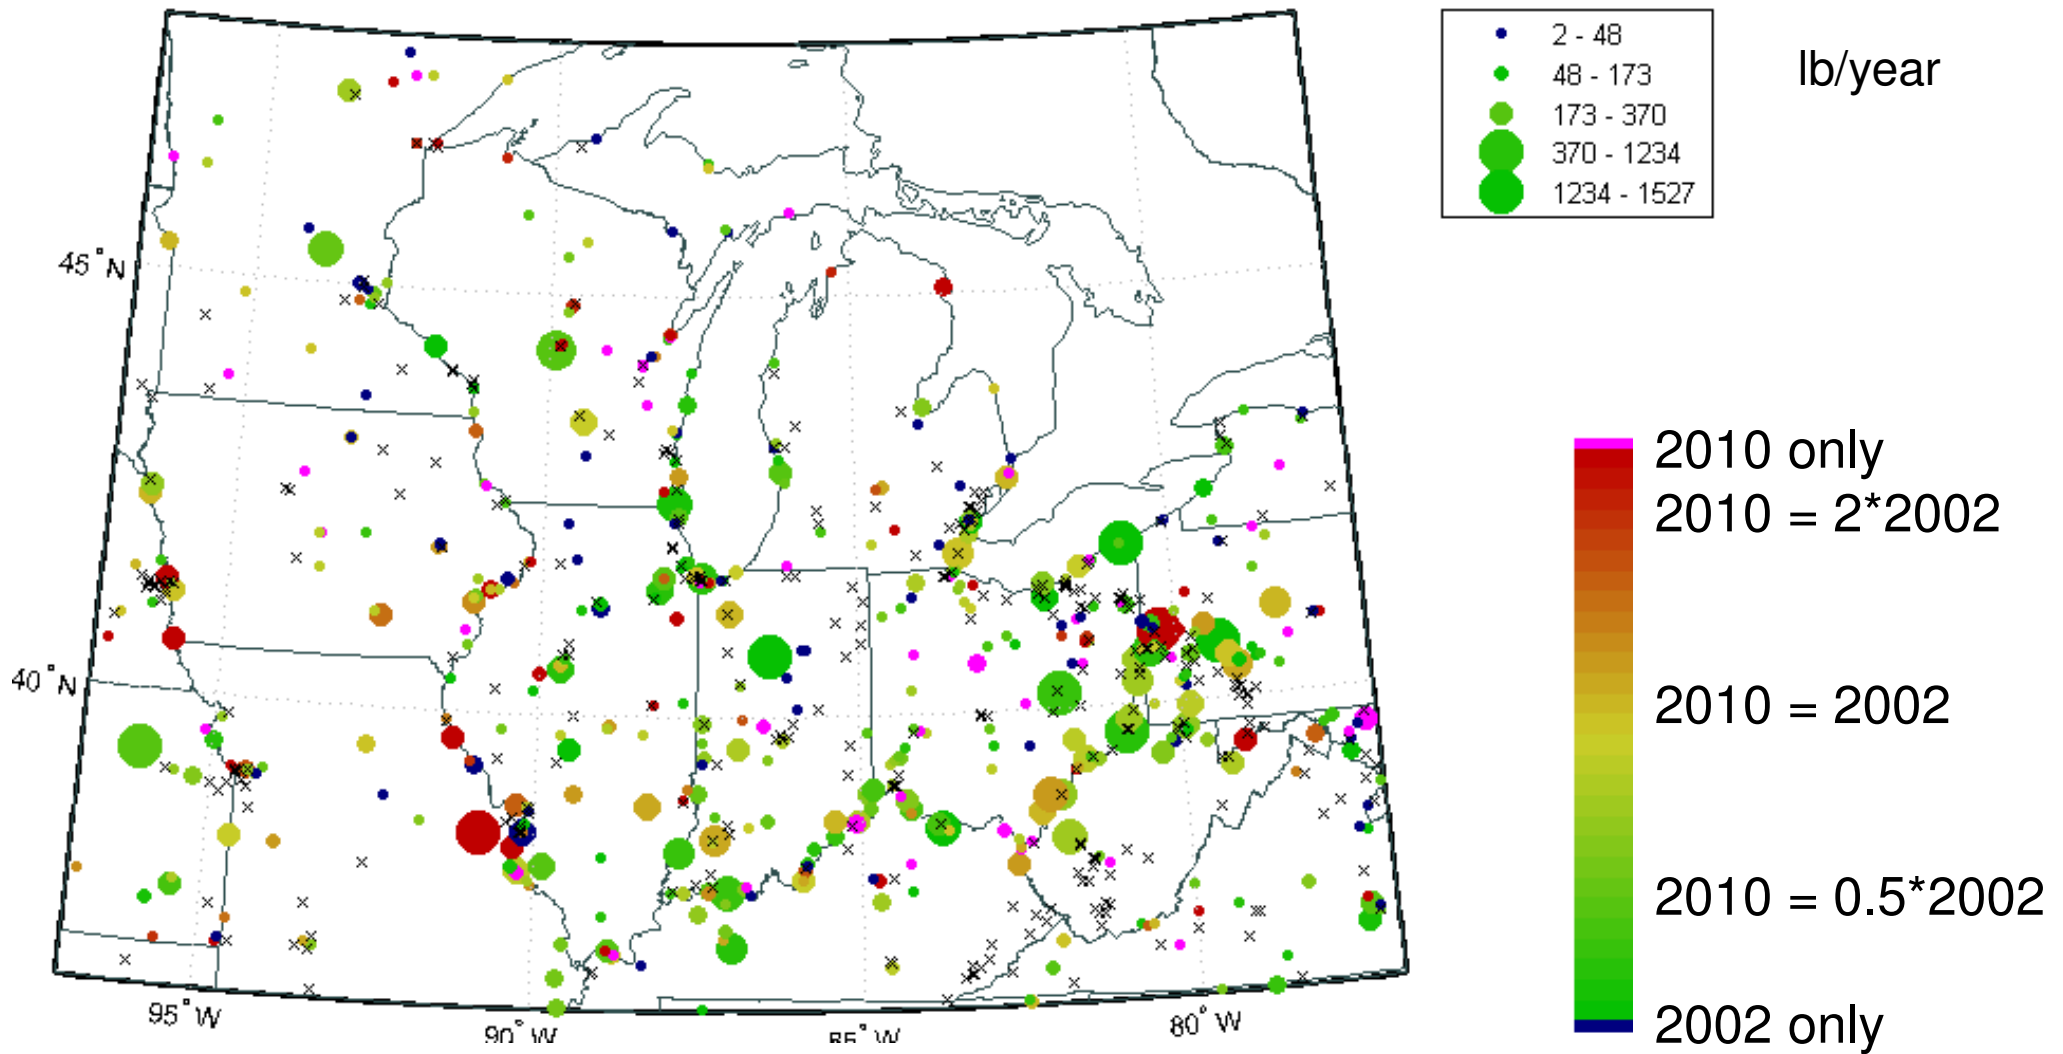 2 - 48
48 - 173
173 - 370
370 - 1234
1234 - 1527
lb/year
45°N
40°N
95°W
90°W
85°W
80°W
2010 only
2010 = 2*2002
2010 = 2002
2010 = 0.5*2002
2002 only